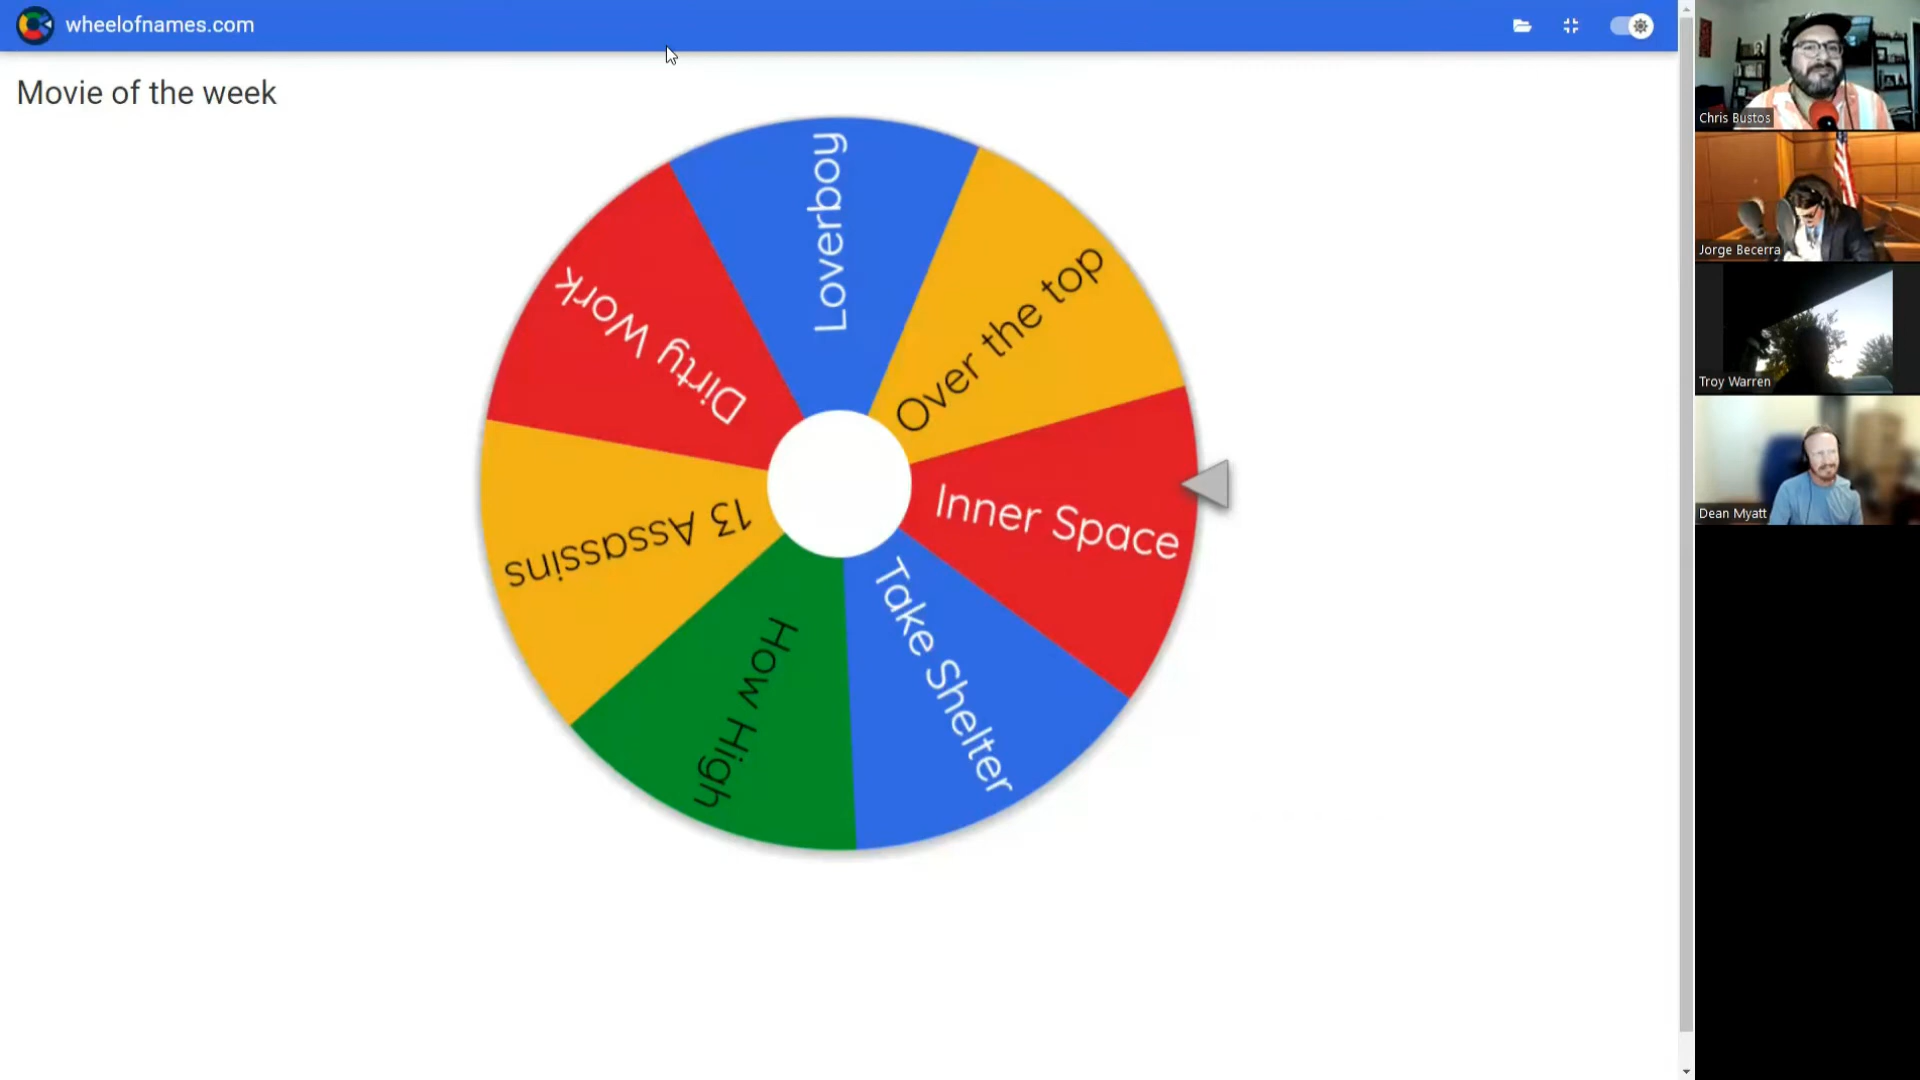 wheelofnames.com
Movie of the week
Loverboy
Over the top
Inner Space
Take Shelter
How High
13 Assassins
Dirty Work
Chris Bustos
Jorge Becerra
Troy Warren
Dean Myatt